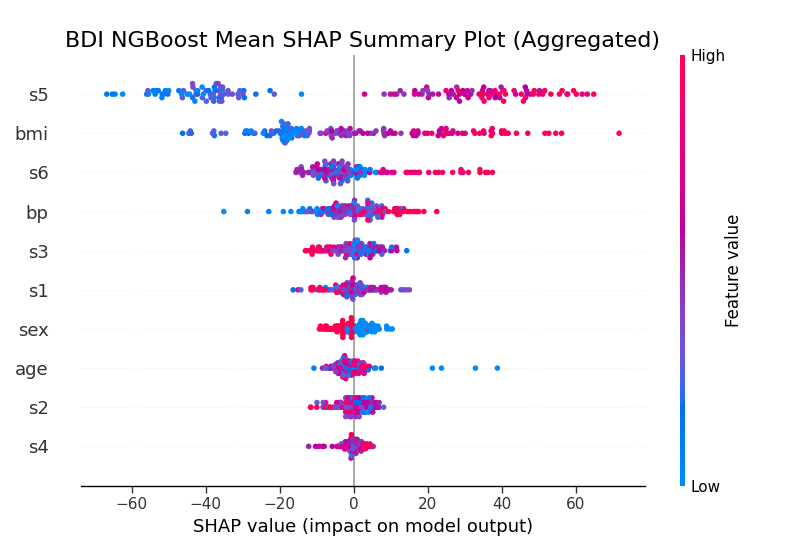 BDI NGBoost Mean SHAP Summary Plot (Aggregated)
High
s5
bmi
s6
bp
s3
s1
sex
age
s2
s4
Feature value
Low
−60 −40 −20 0 20 40 60
SHAP value (impact on model output)